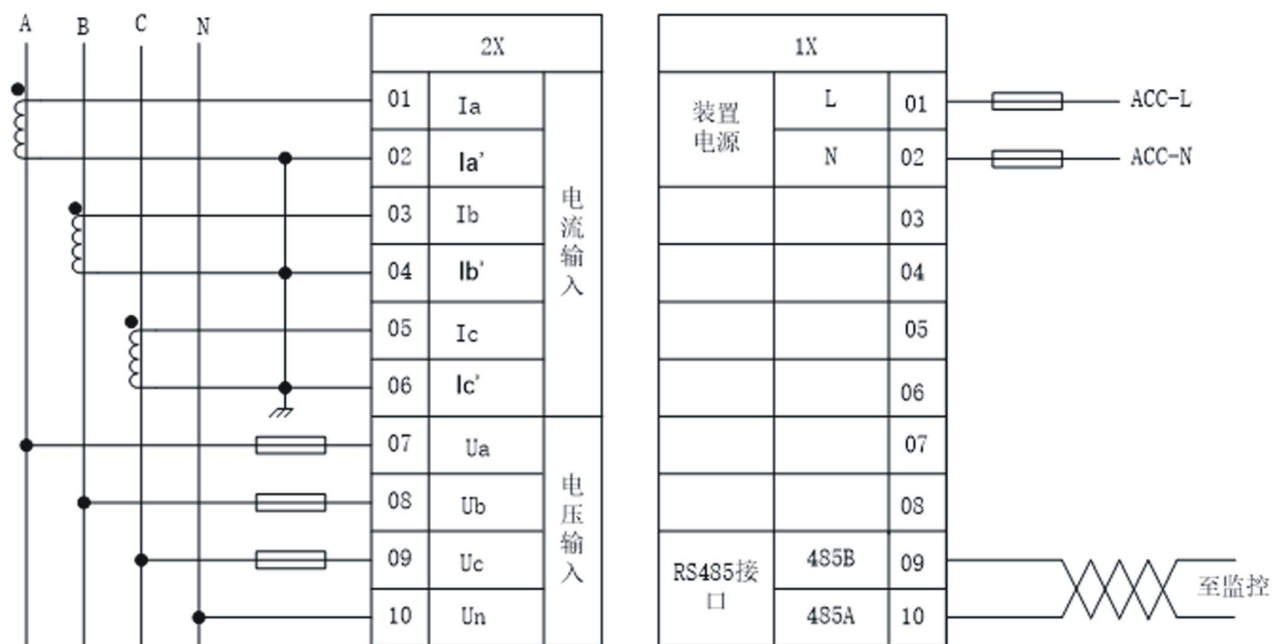 A B C N
2X
01 Ia
02 Ia'
03 Ib
04 Ib'
05 Ic
06 Ic'
电流输入
07 Ua
08 Ub
09 Uc
10 Un
电压输入
1X
装置
电源
L 01 ACC-L
N 02 ACC-N
03
04
05
06
07
08
RS485接
口
485B 09
485A 10
至监控